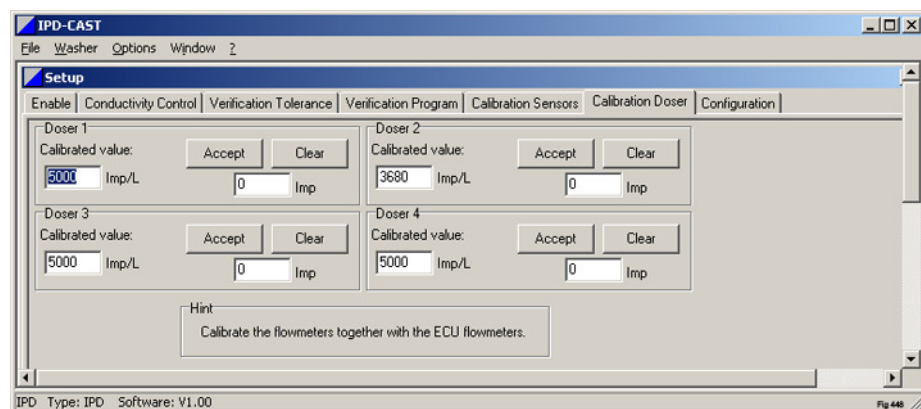 IPD-CAST
File Washer Options Window ?
Setup
Enable Conductivity Control Verification Tolerance Verification Program Calibration Sensors Calibration Doser Configuration
Doser 1
Calibrated value:
Accept Clear
5000 Imp/L
0 Imp
Doser 2
Calibrated value:
Accept Clear
3680 Imp/L
0 Imp
Doser 3
Calibrated value:
Accept Clear
5000 Imp/L
0 Imp
Doser 4
Calibrated value:
Accept Clear
5000 Imp/L
0 Imp
Hint
Calibrate the flowmeters together with the ECU flowmeters.
IPD Type: IPD Software: V1.00
Fig 448